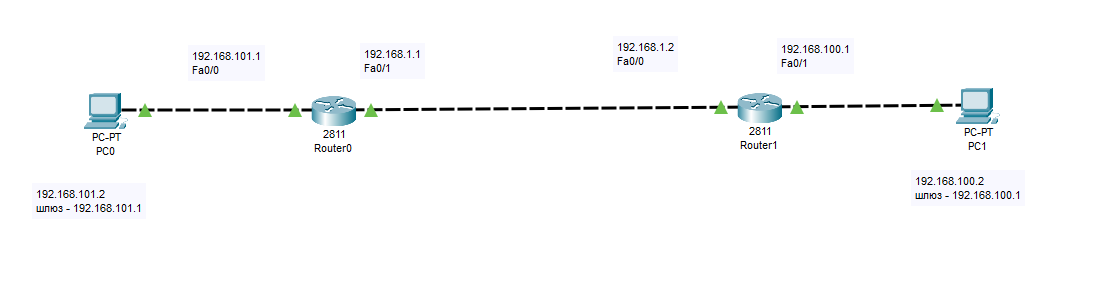 192.168.101.1
Fa0/0
192.168.1.1
Fa0/1
192.168.1.2
Fa0/0
192.168.100.1
Fa0/1
PC-PT
PC0
2811
Router0
2811
Router1
PC-PT
PC1
192.168.101.2
шлюз - 192.168.101.1
192.168.100.2
шлюз - 192.168.100.1